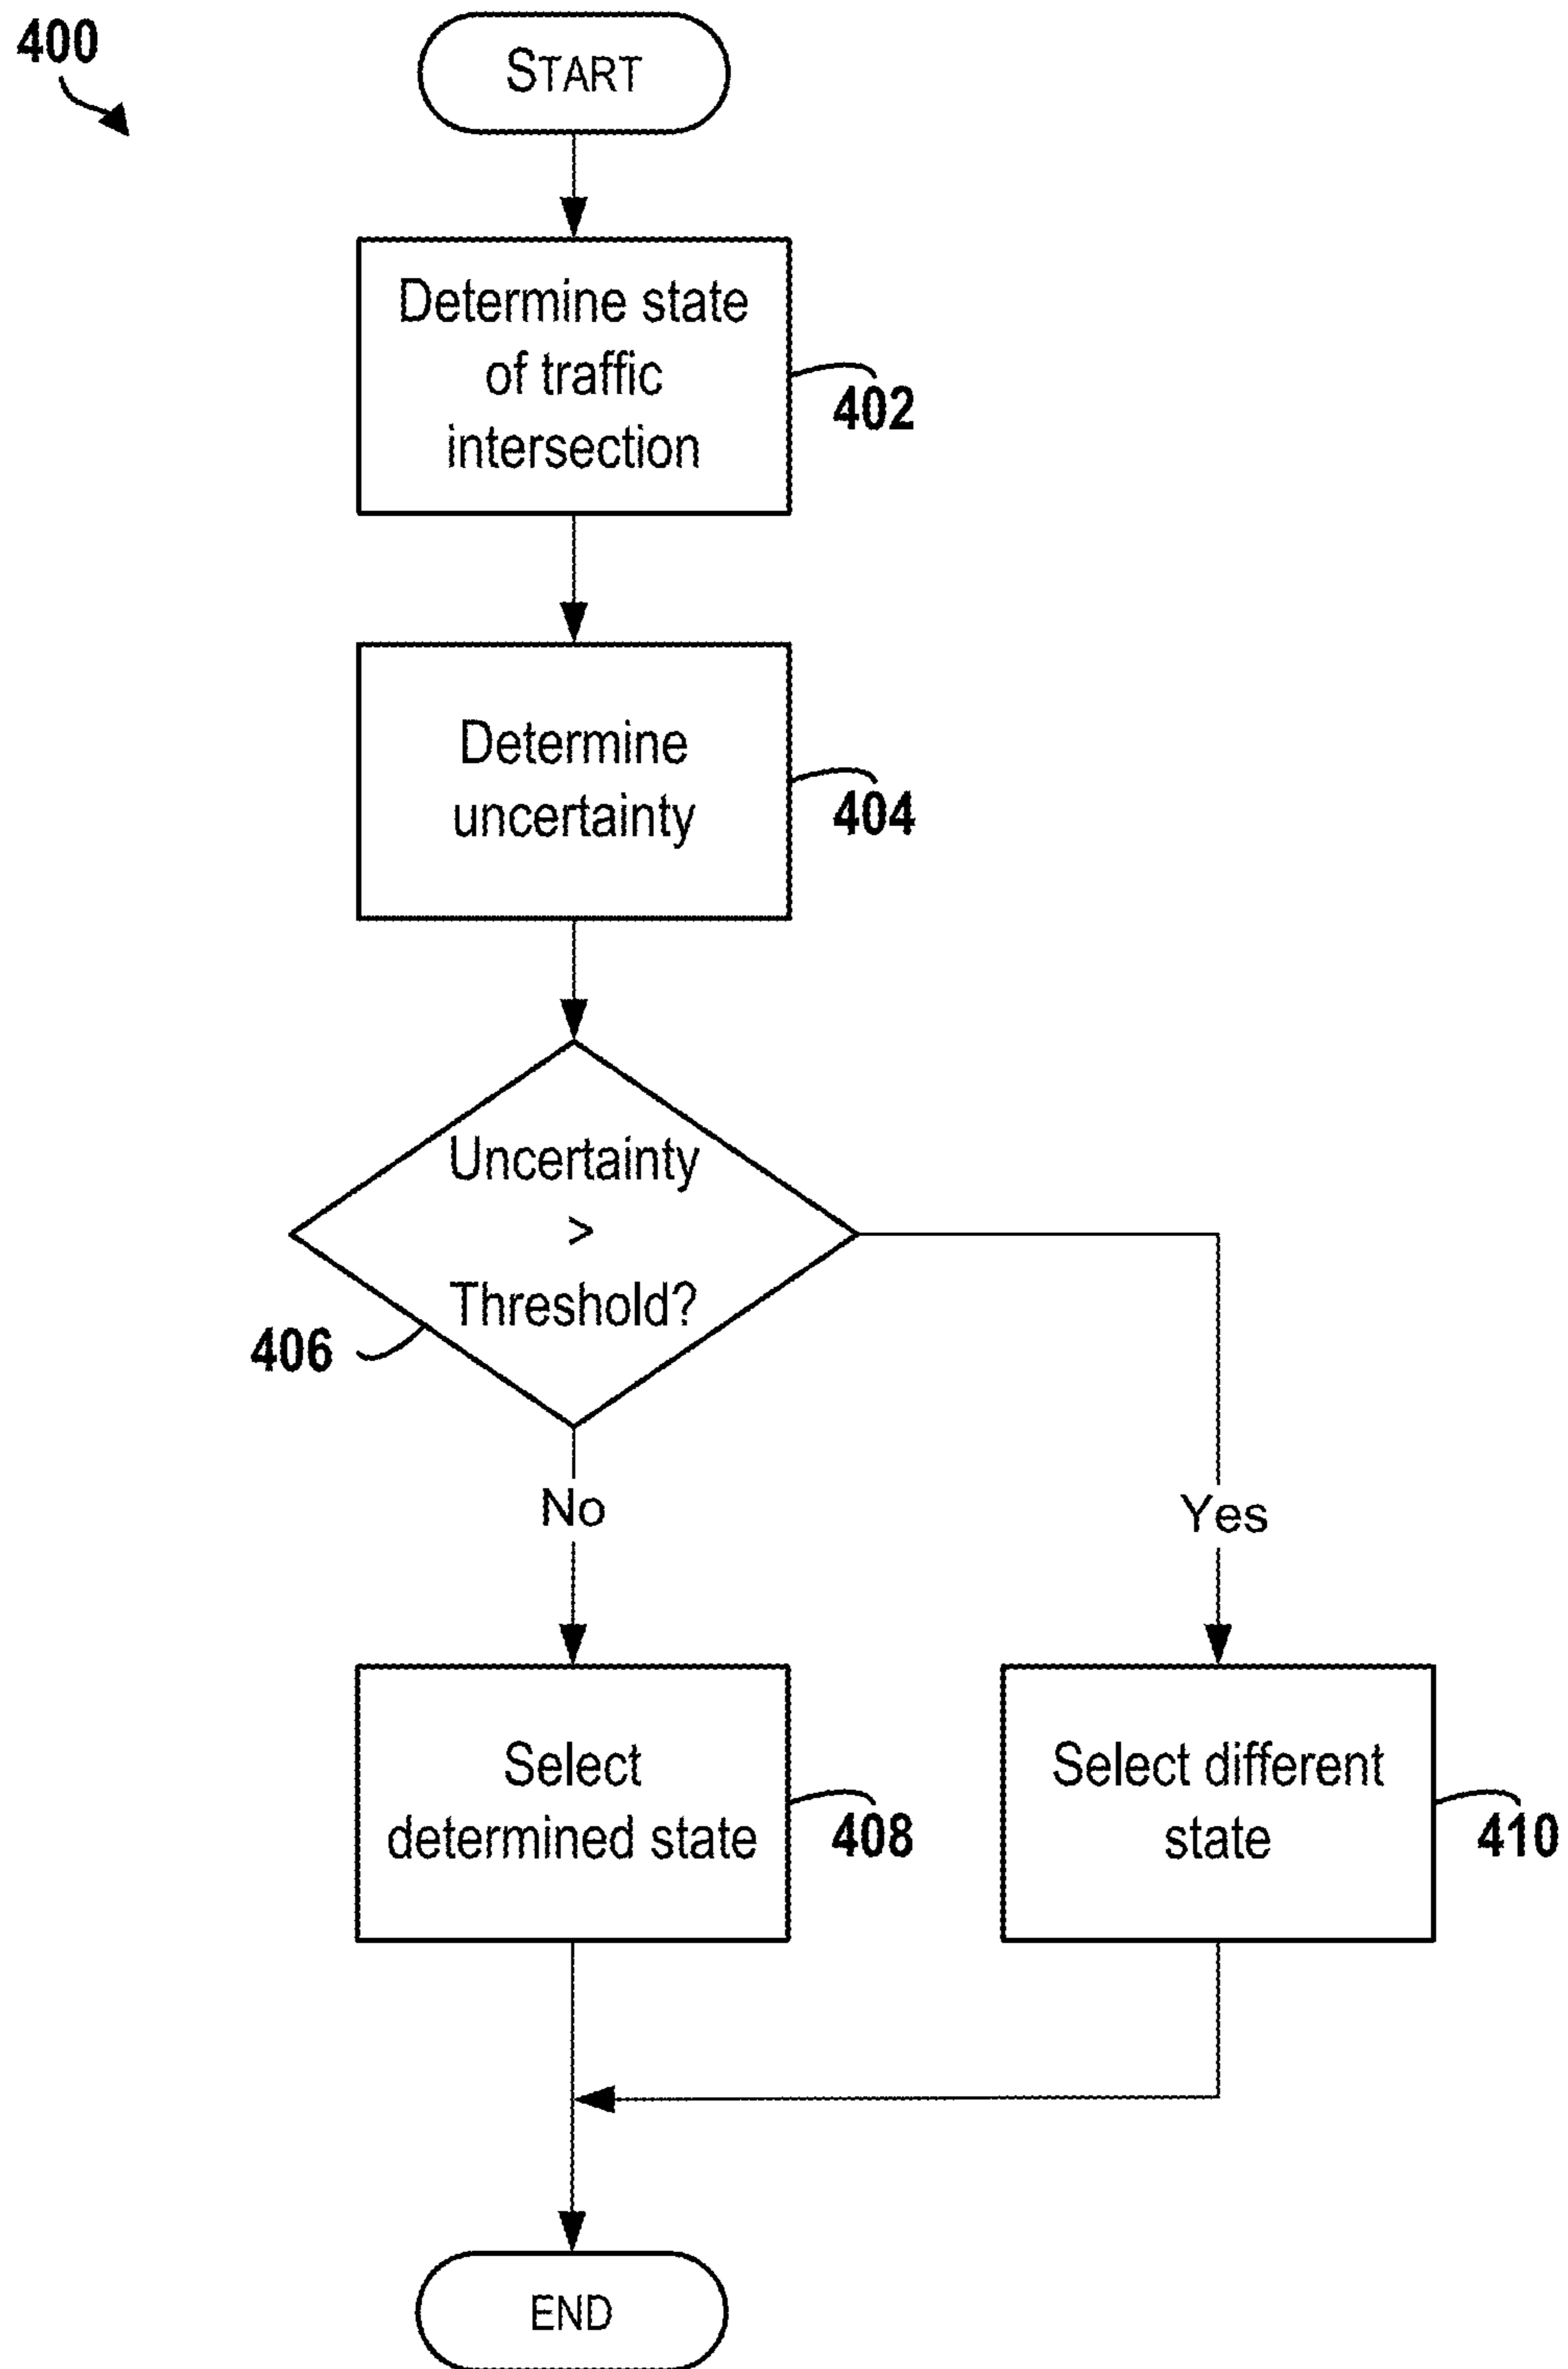 400
START
Determine state
of traffic
intersection
402
Determine
uncertainty
404
Uncertainty
>
Threshold?
406
No
Yes
Select
determined state
408
Select different
state
410
END